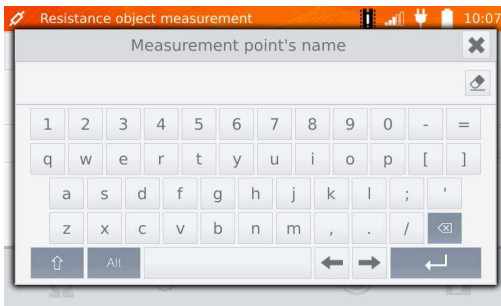 Resistance object measurement 10:07
Measurement point's name
1 2 3 4 5 6 7 8 9 0 - =
q w e r t y u i o p [ ]
a s d f g h j k l ; '
z x c v b n m , . /
Alt